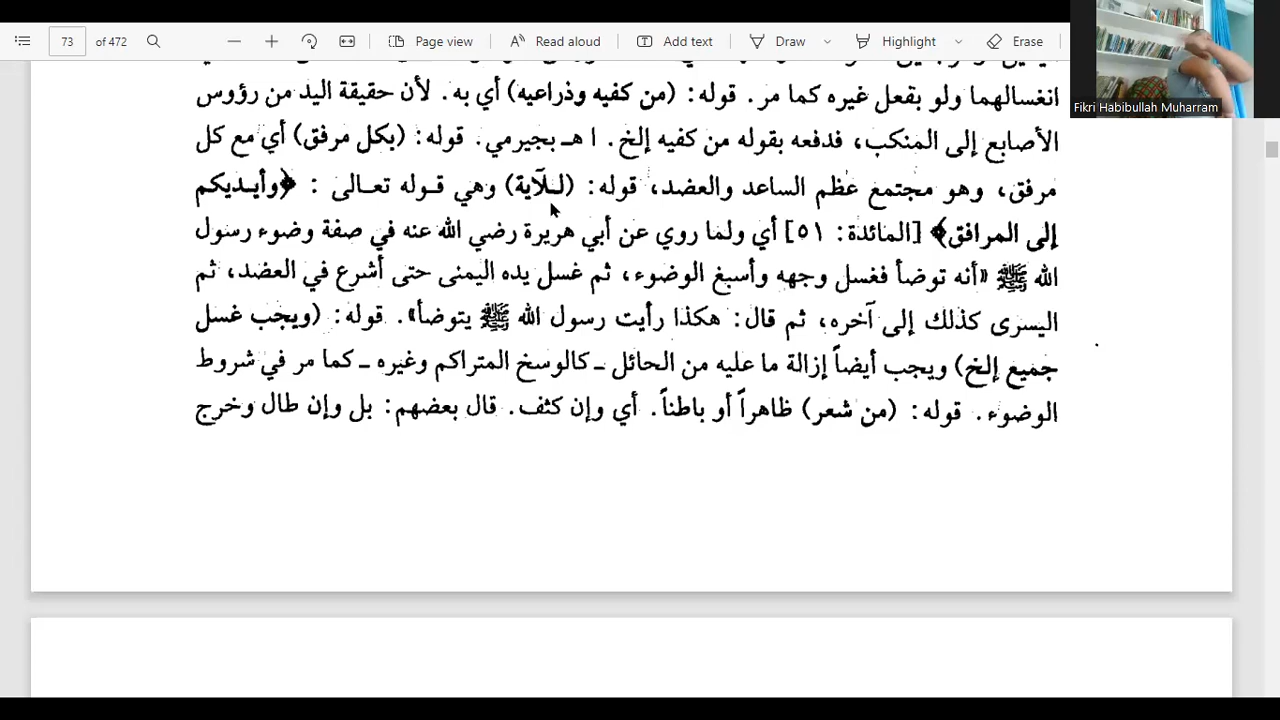 73 of 472 Page view Read aloud Add text Draw Highlight Erase
Fikri Habibullah Muharram
انغسالهما ولو بفعل غيره كما مر. قوله: (من كفيه وذراعيه) أي به. لأن حقيقة اليد من رؤوس
الأصابع إلى المنكب، فدفعه بقوله من كفيه إلخ. ا هـ بجيرمي. قوله: (بكل مرفق) أي مع كل
مرفق، وهو مجتمع عظم الساعد والعضد، قوله: (لـلآية) وهي قـوله تعـالى : ﴿وأيـديكم
إلى المرافق﴾ [المائدة: ٥١] أي ولما روي عن أبي هريرة رضي الله عنه في صفة وضوء رسول
الله ﷺ «أنه توضأ فغسل وجهه وأسبغ الوضوء، ثم غسل يده اليمنى حتى أشرع في العضد، ثم
اليسرى كذلك إلى آخره، ثم قال: هكذا رأيت رسول الله ﷺ يتوضأ». قوله: (ويجب غسل
جميع إلخ) ويجب أيضاً إزالة ما عليه من الحائل ـ كالوسخ المتراكم وغيره ـ كما مر في شروط
الوضوء. قوله: (من شعر) ظاهراً أو باطناً. أي وإن كثف. قال بعضهم: بل وإن طال وخرج